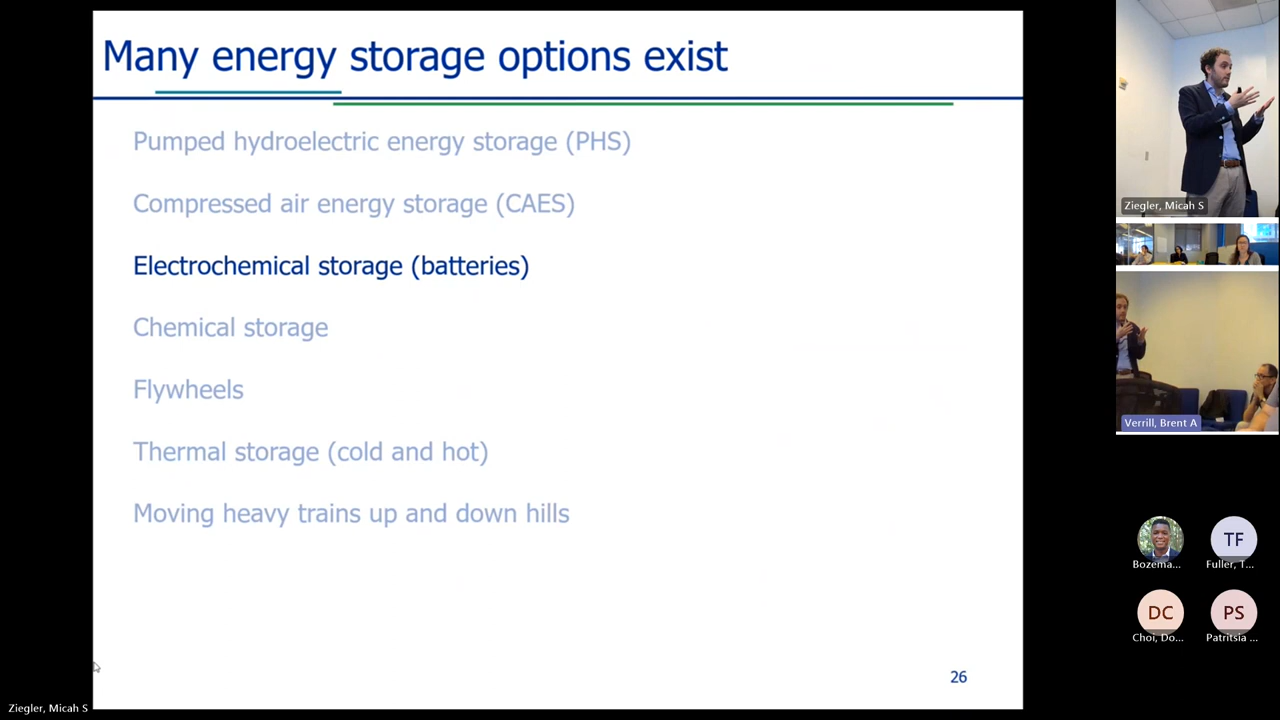 Many energy storage options exist
Pumped hydroelectric energy storage (PHS)
Compressed air energy storage (CAES)
Electrochemical storage (batteries)
Chemical storage
Flywheels
Thermal storage (cold and hot)
Moving heavy trains up and down hills
26
Ziegler, Micah S
Ziegler, Micah S
Verrill, Brent A
TF
Bozema...
Fuller, T...
DC
PS
Choi, Do...
Patritsia ...